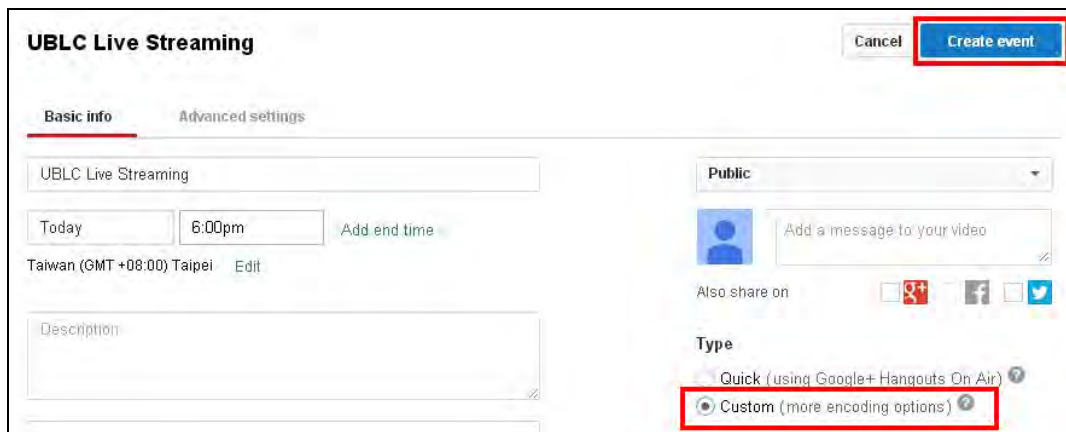 UBLC Live Streaming
Cancel
Create event
Basic info
Advanced settings
UBLC Live Streaming
Today
6:00pm
Add end time
Taiwan (GMT +08:00) Taipei
Edit
Description
Public
Add a message to your video
Also share on
g+
f
Type
Quick (using Google+ Hangouts On Air) ?
Custom (more encoding options) ?